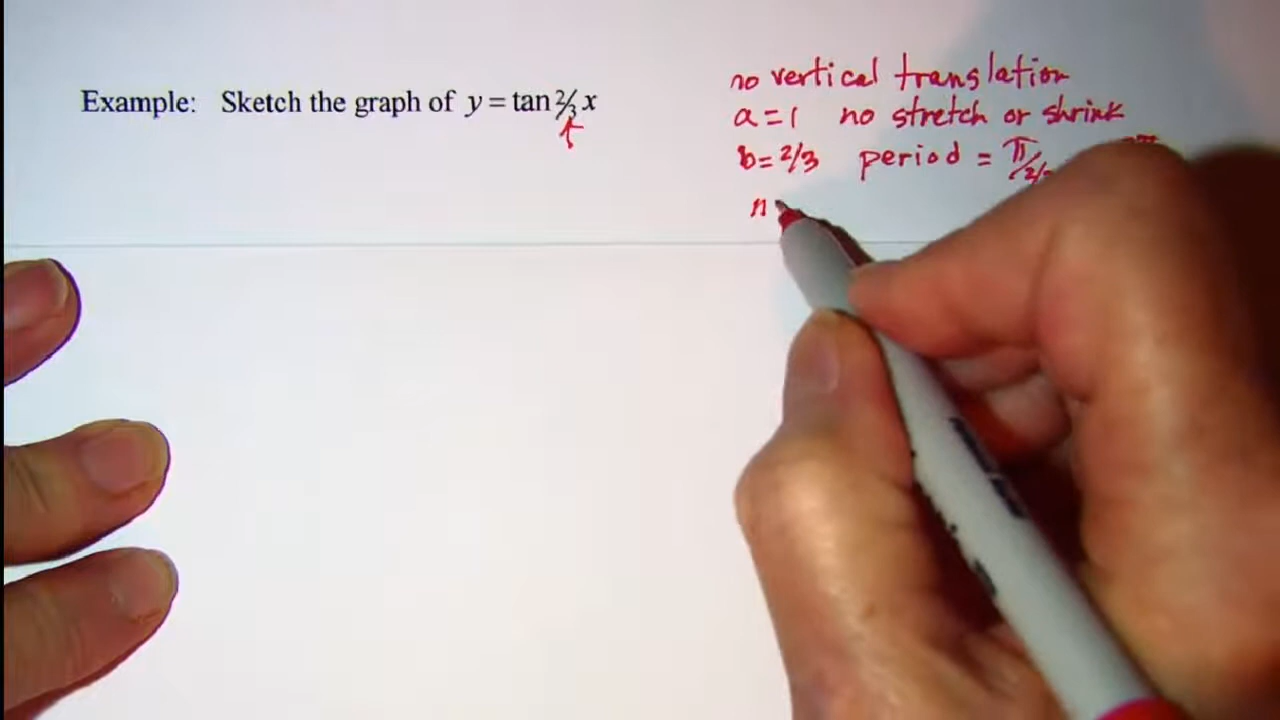 Example: Sketch the graph of y = tan 2/3 x
no vertical translation
a = 1 no stretch or shrink
b = 2/3 period = π/2/
n